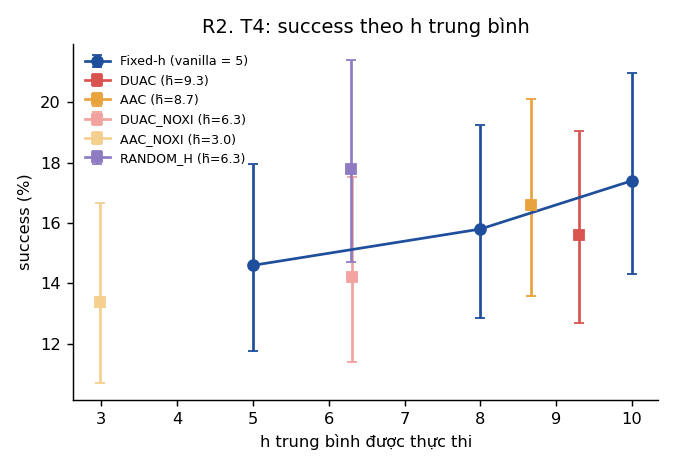 R2. T4: success theo h trung bình
Fixed-h (vanilla = 5)
DUAC (h̄=9.3)
AAC (h̄=8.7)
DUAC_NOXI (h̄=6.3)
AAC_NOXI (h̄=3.0)
RANDOM_H (h̄=6.3)
success (%)
20
18
16
14
12
3 4 5 6 7 8 9 10
h trung bình được thực thi